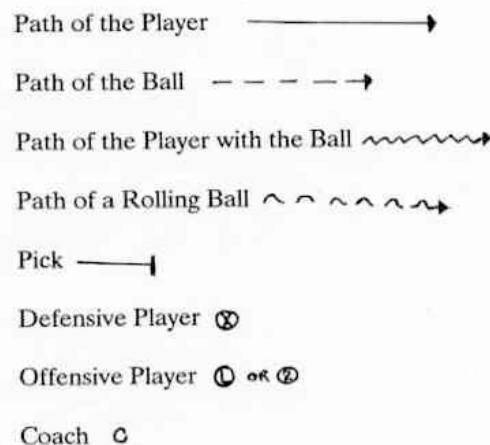 Path of the Player
Path of the Ball
Path of the Player with the Ball
Path of a Rolling Ball
Pick
Defensive Player X
Offensive Player 1 OR 2
Coach C